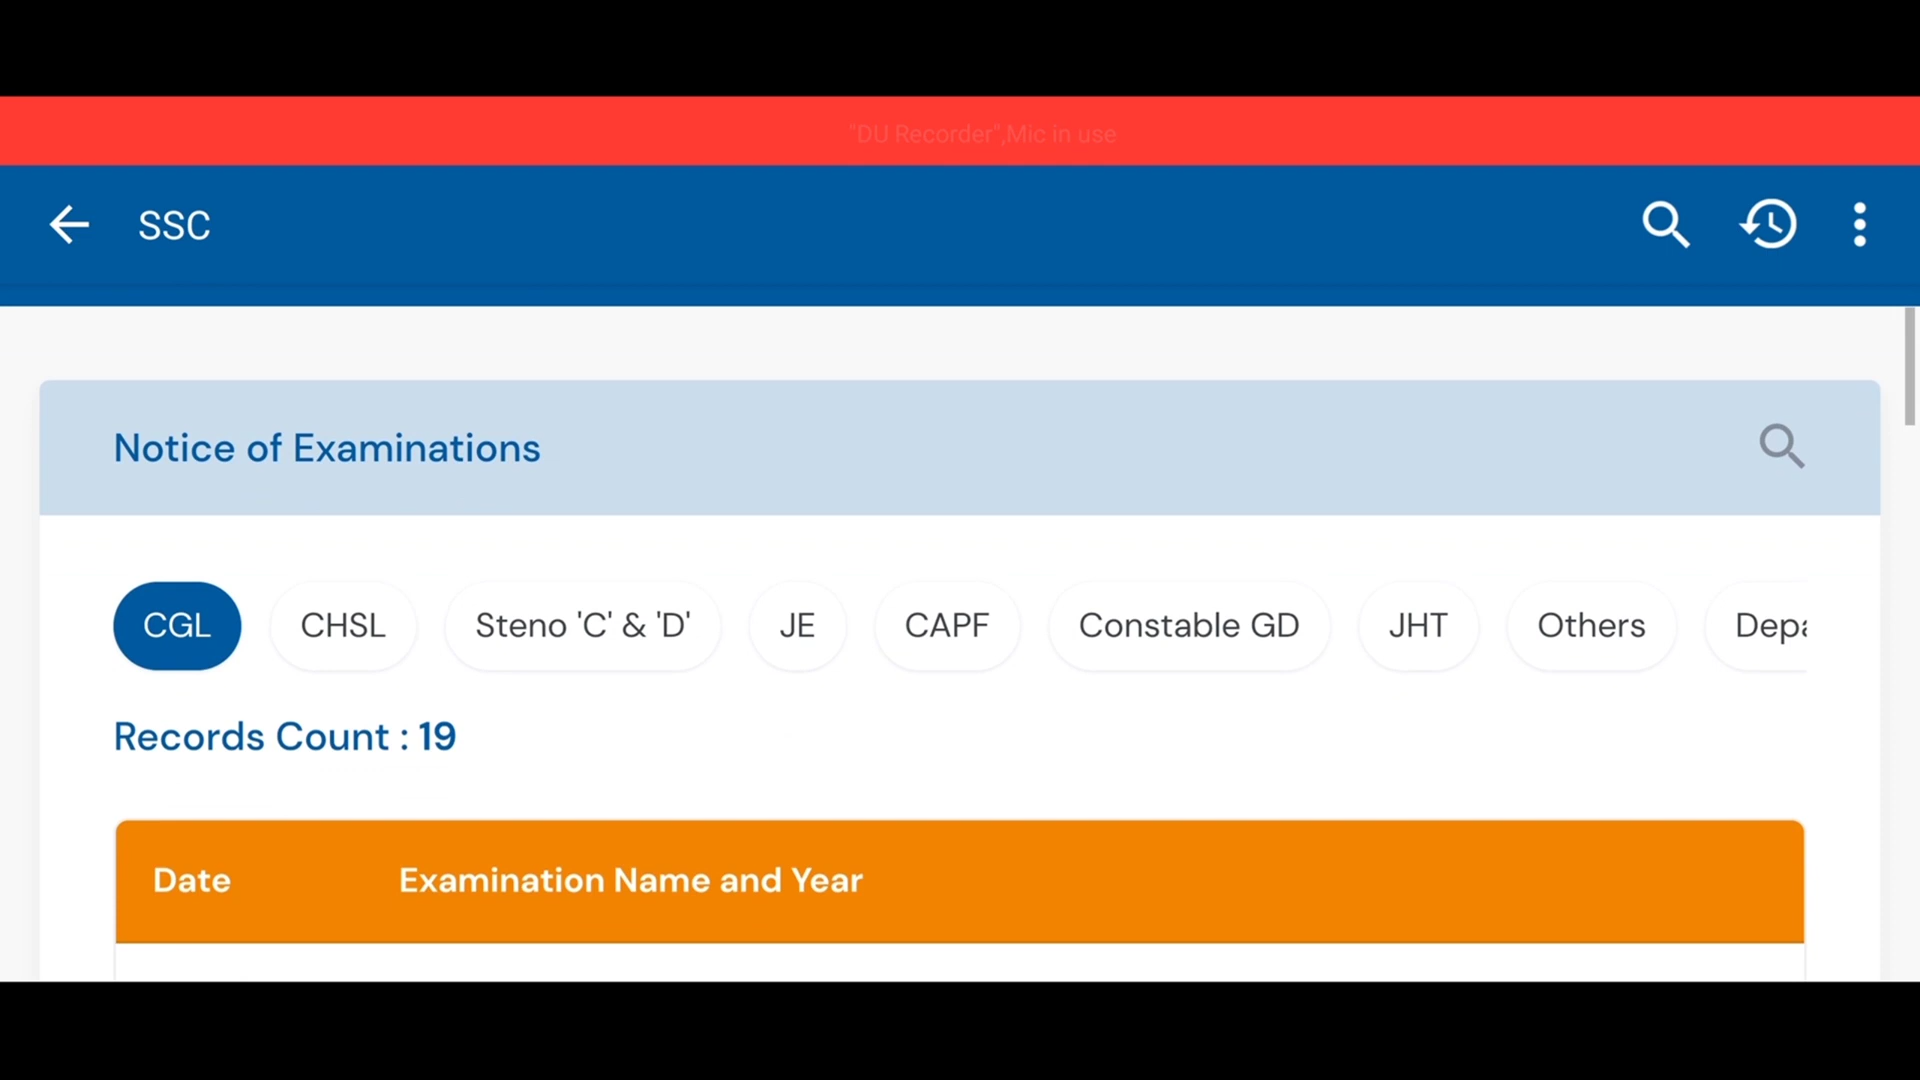 "DU Recorder",Mic in use
SSC
Notice of Examinations
CGL CHSL Steno 'C' & 'D' JE CAPF Constable GD JHT Others Depa
Records Count : 19
Date Examination Name and Year